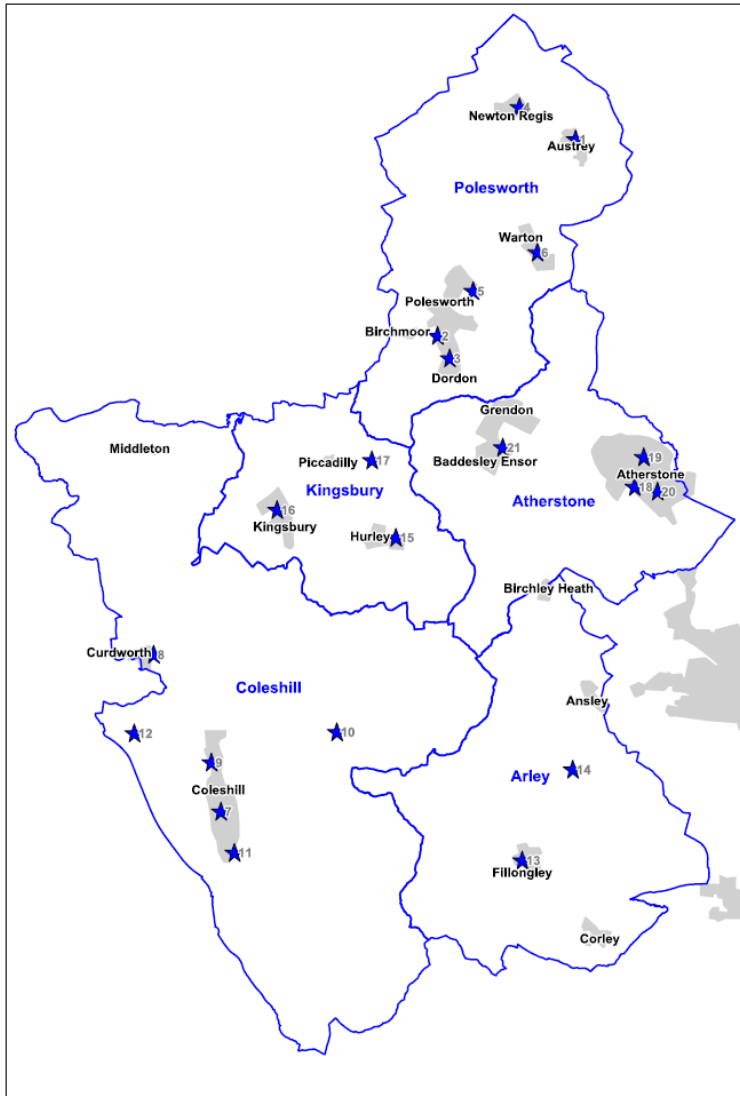 4
Newton Regis
1
Austrey
Polesworth
Warton
6
5
Polesworth
Birchmoor
2
3
Dordon
Grendon
Middleton
21
Piccadilly
17
Baddesley Ensor
19
Atherstone
Kingsbury
18
20
Atherstone
16
Kingsbury
Hurley
15
Birchley Heath
Curdworth
8
Coleshill
Ansley
12
10
9
14
Arley
Coleshill
7
11
13
Fillongley
Corley